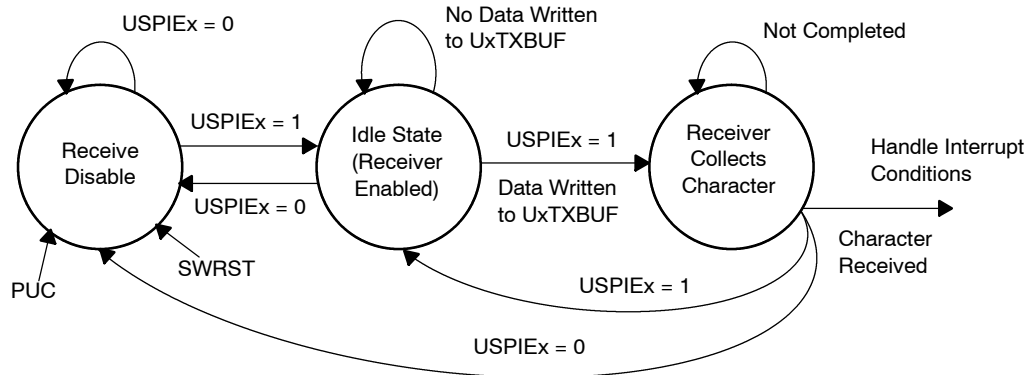 USPIEx = 0
No Data Written
to UxTXBUF
Not Completed
Receive
Disable
USPIEx = 1
USPIEx = 0
Idle State
(Receiver
Enabled)
USPIEx = 1
Data Written
to UxTXBUF
Receiver
Collects
Character
Handle Interrupt
Conditions
Character
Received
PUC
SWRST
USPIEx = 1
USPIEx = 0